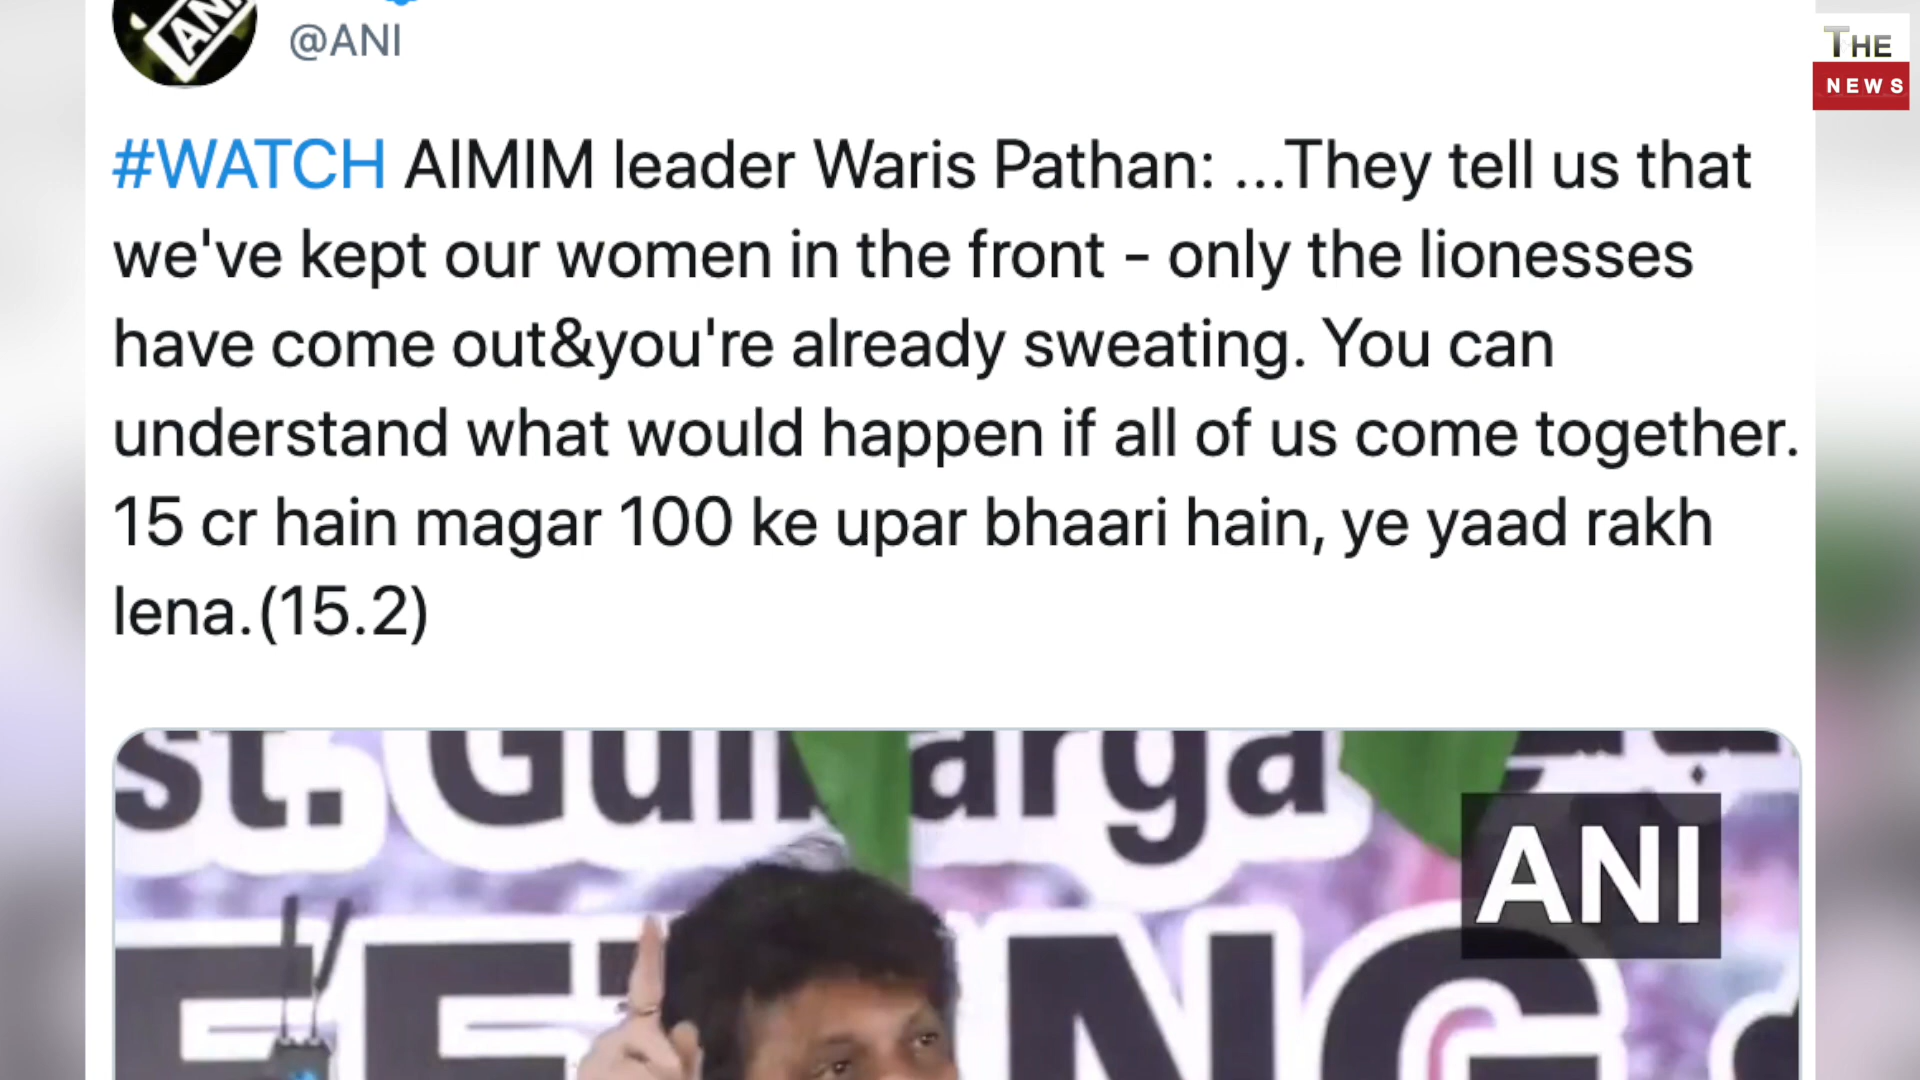 ANI
@ANI
THE
NEWS
#WATCH AIMIM leader Waris Pathan: ...They tell us that
we've kept our women in the front - only the lionesses
have come out&you're already sweating. You can
understand what would happen if all of us come together.
15 cr hain magar 100 ke upar bhaari hain, ye yaad rakh
lena.(15.2)
st. Gulbarga
ANI